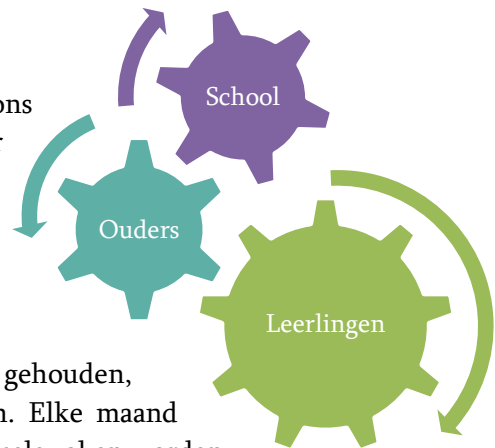 School
ons
Ouders
Leerlingen
gehouden,
Elke maand